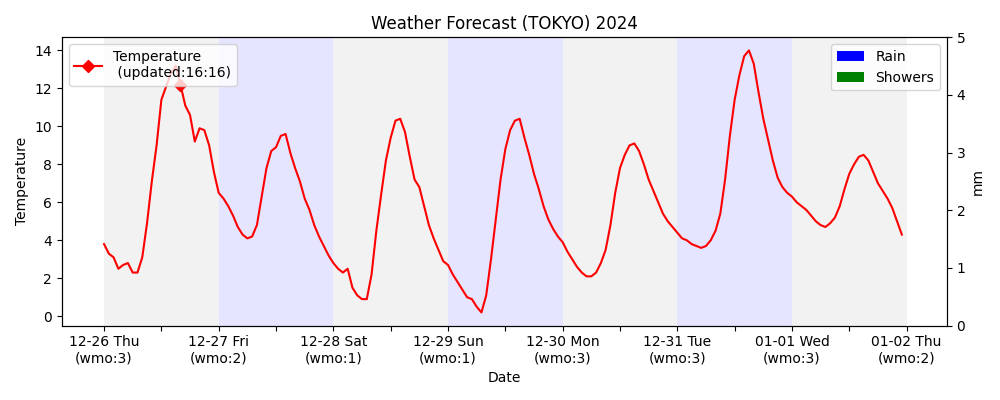 Weather Forecast (TOKYO) 2024
Temperature
(updated:16:16)
Rain
Showers
14
12
10
8
6
4
2
0
Temperature
5
4
3
2
1
0
mm
12-26 Thu
(wmo:3)
12-27 Fri
(wmo:2)
12-28 Sat
(wmo:1)
12-29 Sun
(wmo:1)
12-30 Mon
(wmo:3)
12-31 Tue
(wmo:3)
01-01 Wed
(wmo:3)
01-02 Thu
(wmo:2)
Date